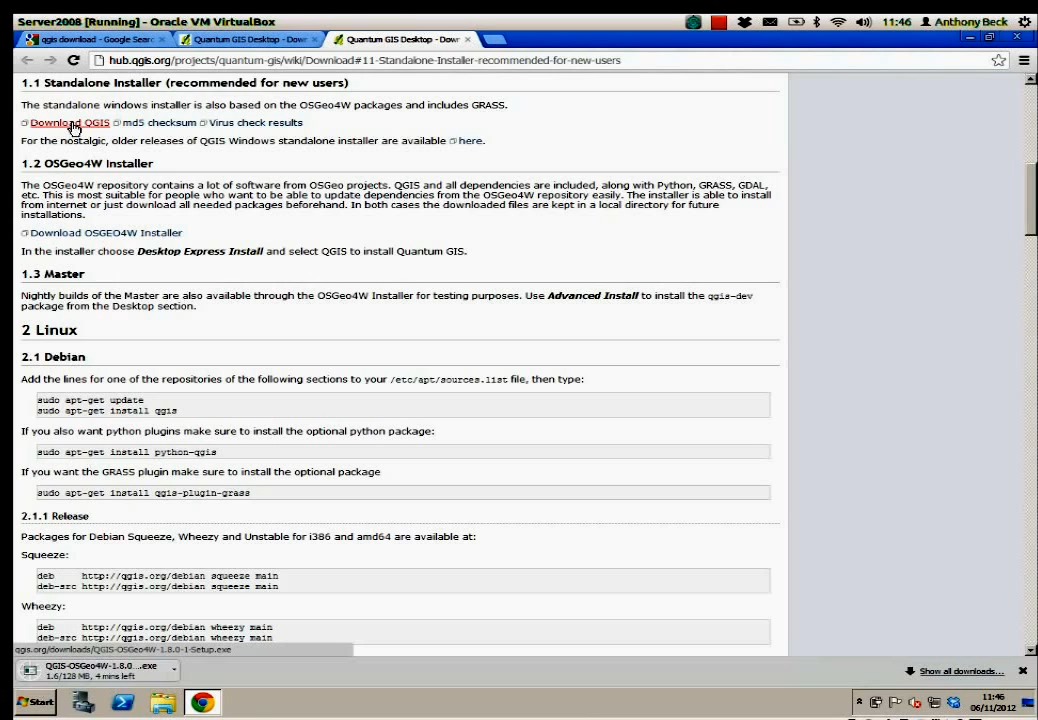 Server2008 [Running] - Oracle VM VirtualBox
11:46 Anthony Beck
qgis download - Google Searc
Quantum GIS Desktop - Dow
Quantum GIS Desktop - Dow
hub.qgis.org/projects/quantum-gis/wiki/Download#11-Standalone-Installer-recommended-for-new-users
1.1 Standalone Installer (recommended for new users)
The standalone windows installer is also based on the OSGeo4W packages and includes GRASS.
Download QGIS md5 checksum Virus check results
For the nostalgic, older releases of QGIS Windows standalone installer are available here.
1.2 OSGeo4W Installer
The OSGeo4W repository contains a lot of software from OSGeo projects. QGIS and all dependencies are included, along with Python, GRASS, GDAL,
etc. This is most suitable for people who want to be able to update dependencies from the OSGeo4W repository easily. The installer is able to install
from internet or just download all needed packages beforehand. In both cases the downloaded files are kept in a local directory for future
installations.
Download OSGEO4W Installer
In the installer choose Desktop Express Install and select QGIS to install Quantum GIS.
1.3 Master
Nightly builds of the Master are also available through the OSGeo4W Installer for testing purposes. Use Advanced Install to install the qgis-dev
package from the Desktop section.
2 Linux
2.1 Debian
Add the lines for one of the repositories of the following sections to your /etc/apt/sources.list file, then type:
sudo apt-get update
sudo apt-get install qgis
If you also want python plugins make sure to install the optional python package:
sudo apt-get install python-qgis
If you want the GRASS plugin make sure to install the optional package
sudo apt-get install qgis-plugin-grass
2.1.1 Release
Packages for Debian Squeeze, Wheezy and Unstable for i386 and amd64 are available at:
Squeeze:
deb http://qgis.org/debian squeeze main
deb-src http://qgis.org/debian squeeze main
Wheezy:
deb http://qgis.org/debian wheezy main
deb-src http://qgis.org/debian wheezy main
qgis.org/downloads/QGIS-OSGeo4W-1.8.0-1-Setup.exe
QGIS-OSGeo4W-1.8.0....exe
1.6/128 MB, 4 mins left
Show all downloads...
Start
11:46
06/11/2012